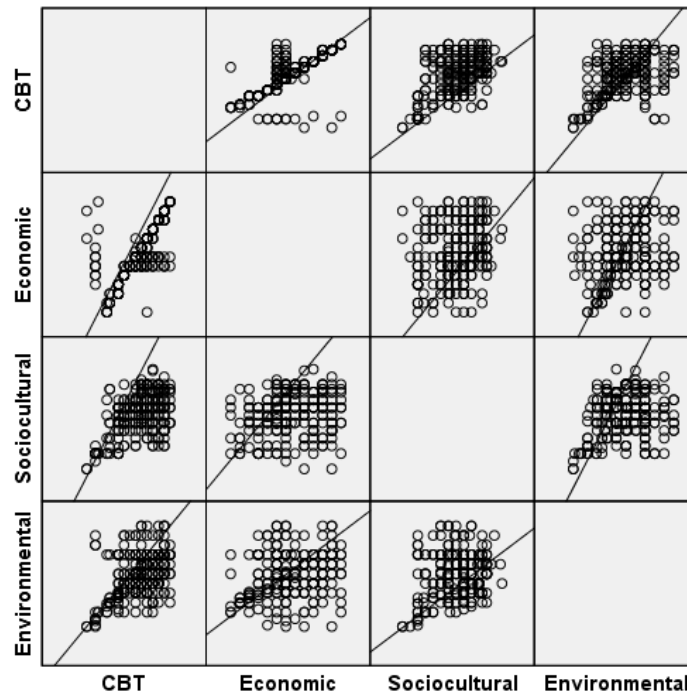 CBT
Economic
Sociocultural
Environmental
CBT Economic Sociocultural Environmental